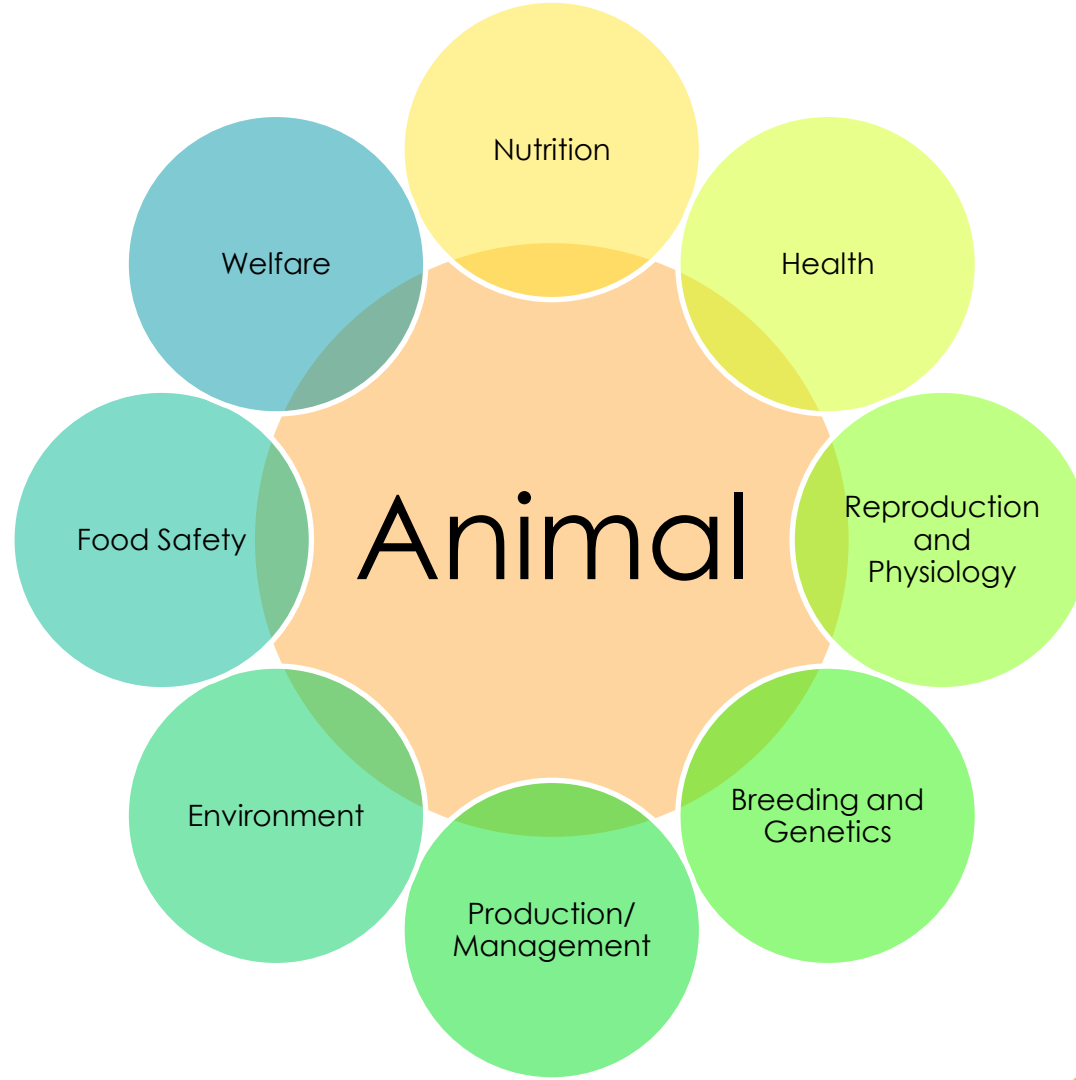 Nutrition
Health
Reproduction
and
Physiology
Breeding and
Genetics
Production/
Management
Environment
Food Safety
Welfare
Animal